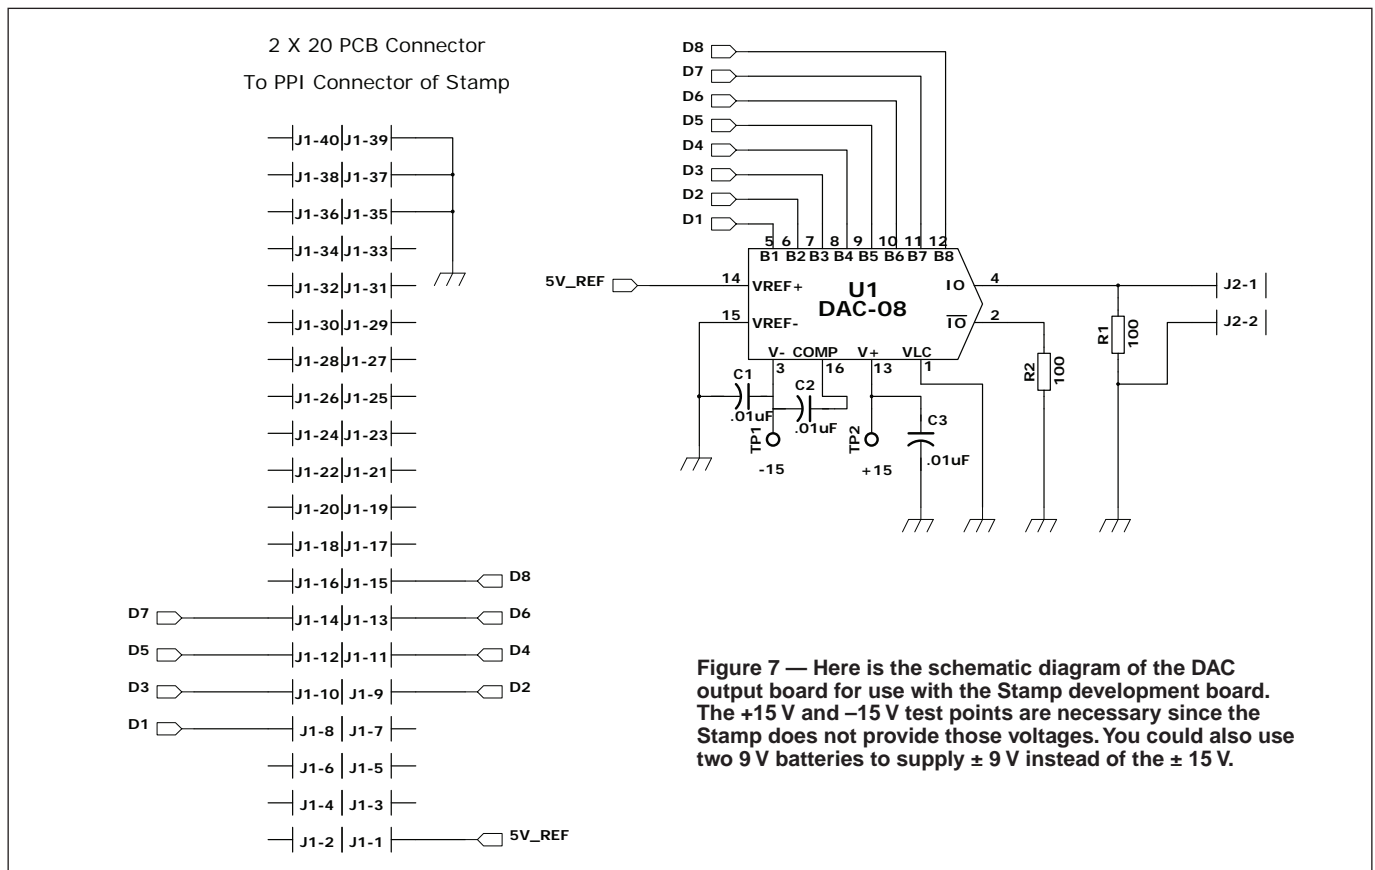 2 X 20 PCB Connector
To PPI Connector of Stamp
J1-40 J1-39
J1-38 J1-37
J1-36 J1-35
J1-34 J1-33
J1-32 J1-31
J1-30 J1-29
J1-28 J1-27
J1-26 J1-25
J1-24 J1-23
J1-22 J1-21
J1-20 J1-19
J1-18 J1-17
J1-16 J1-15 D8
D7 J1-14 J1-13 D6
D5 J1-12 J1-11 D4
D3 J1-10 J1-9 D2
D1 J1-8 J1-7
J1-6 J1-5
J1-4 J1-3
J1-2 J1-1 5V_REF
D8
D7
D6
D5
D4
D3
D2
D1
5 6 7 8 9 10 11 12
B1 B2 B3 B4 B5 B6 B7 B8
5V_REF 14 VREF+ U1 IO 4 J2-1
DAC-08
15 VREF- IO 2 J2-2
R1 100
V- COMP V+ VLC
3 16 13 1
R2 100
C1 .01uF
C2 .01uF
C3 .01uF
TP1 -15
TP2 +15
Figure 7 — Here is the schematic diagram of the DAC
output board for use with the Stamp development board.
The +15 V and –15 V test points are necessary since the
Stamp does not provide those voltages. You could also use
two 9 V batteries to supply ± 9 V instead of the ± 15 V.